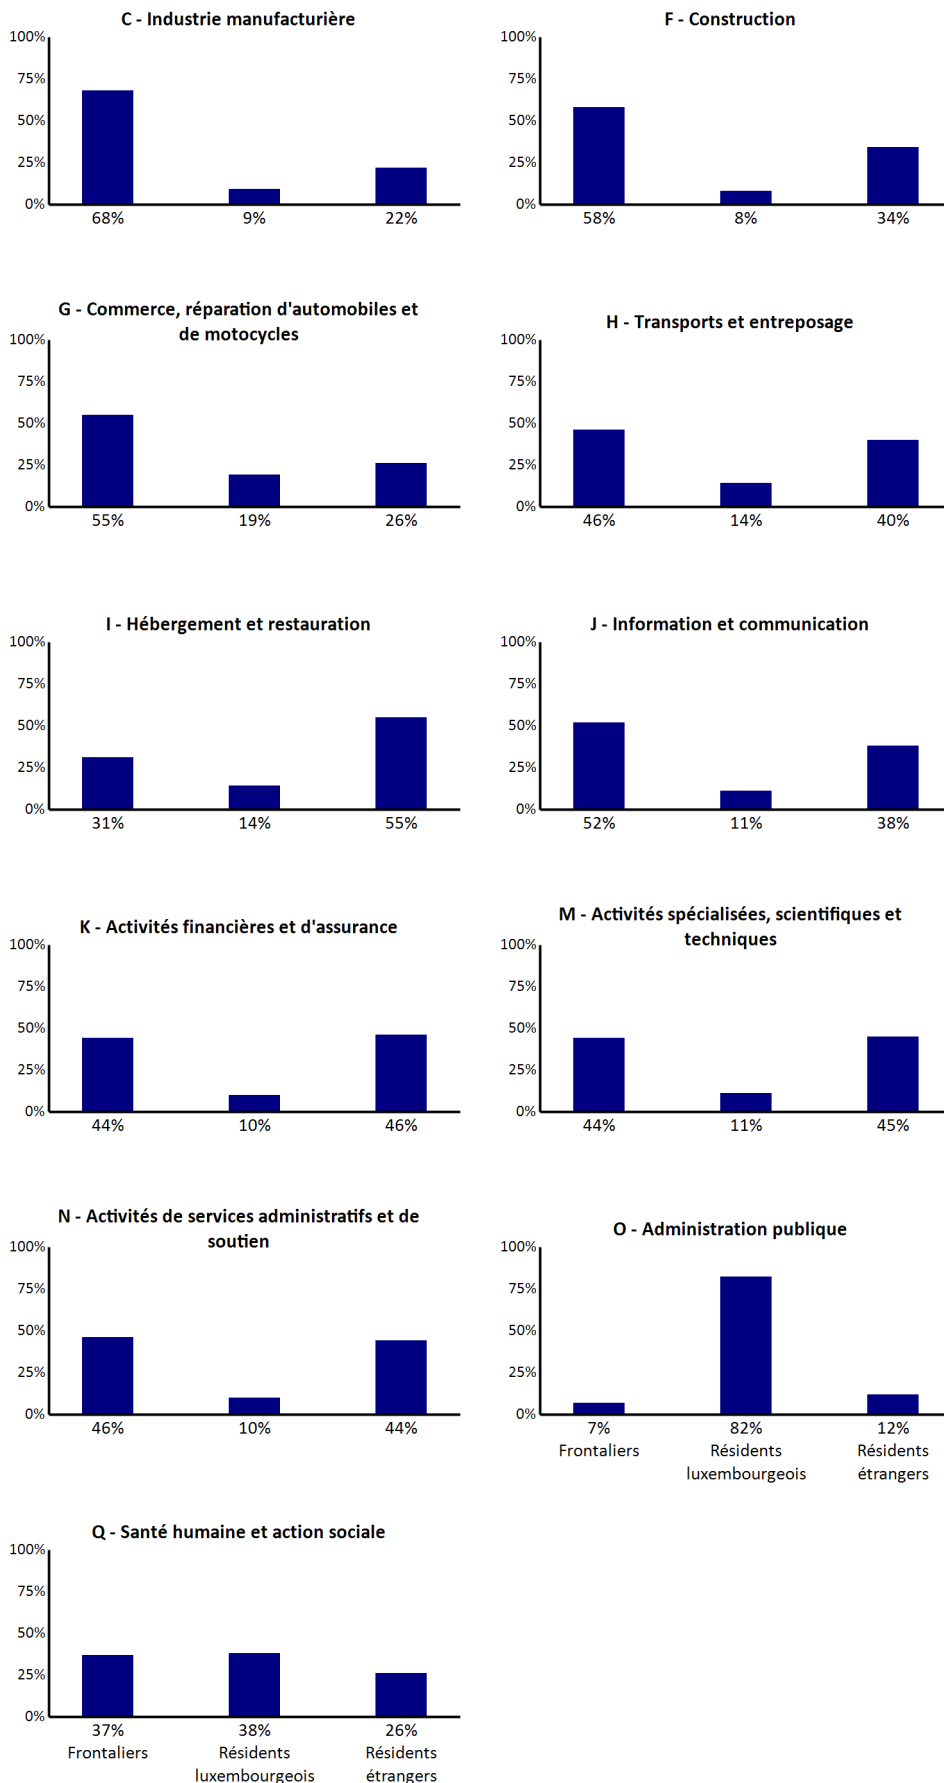 C - Industrie manufacturière
100%
75%
50%
25%
0%
68% 9% 22%
F - Construction
100%
75%
50%
25%
0%
58% 8% 34%
G - Commerce, réparation d'automobiles et
de motocycles
100%
75%
50%
25%
0%
55% 19% 26%
H - Transports et entreposage
100%
75%
50%
25%
0%
46% 14% 40%
I - Hébergement et restauration
100%
75%
50%
25%
0%
31% 14% 55%
J - Information et communication
100%
75%
50%
25%
0%
52% 11% 38%
K - Activités financières et d'assurance
100%
75%
50%
25%
0%
44% 10% 46%
M - Activités spécialisées, scientifiques et
techniques
100%
75%
50%
25%
0%
44% 11% 45%
N - Activités de services administratifs et de
soutien
100%
75%
50%
25%
0%
46% 10% 44%
O - Administration publique
100%
75%
50%
25%
0%
7% 82% 12%
Frontaliers Résidents Résidents
luxembourgeois étrangers
Q - Santé humaine et action sociale
100%
75%
50%
25%
0%
37% 38% 26%
Frontaliers Résidents Résidents
luxembourgeois étrangers